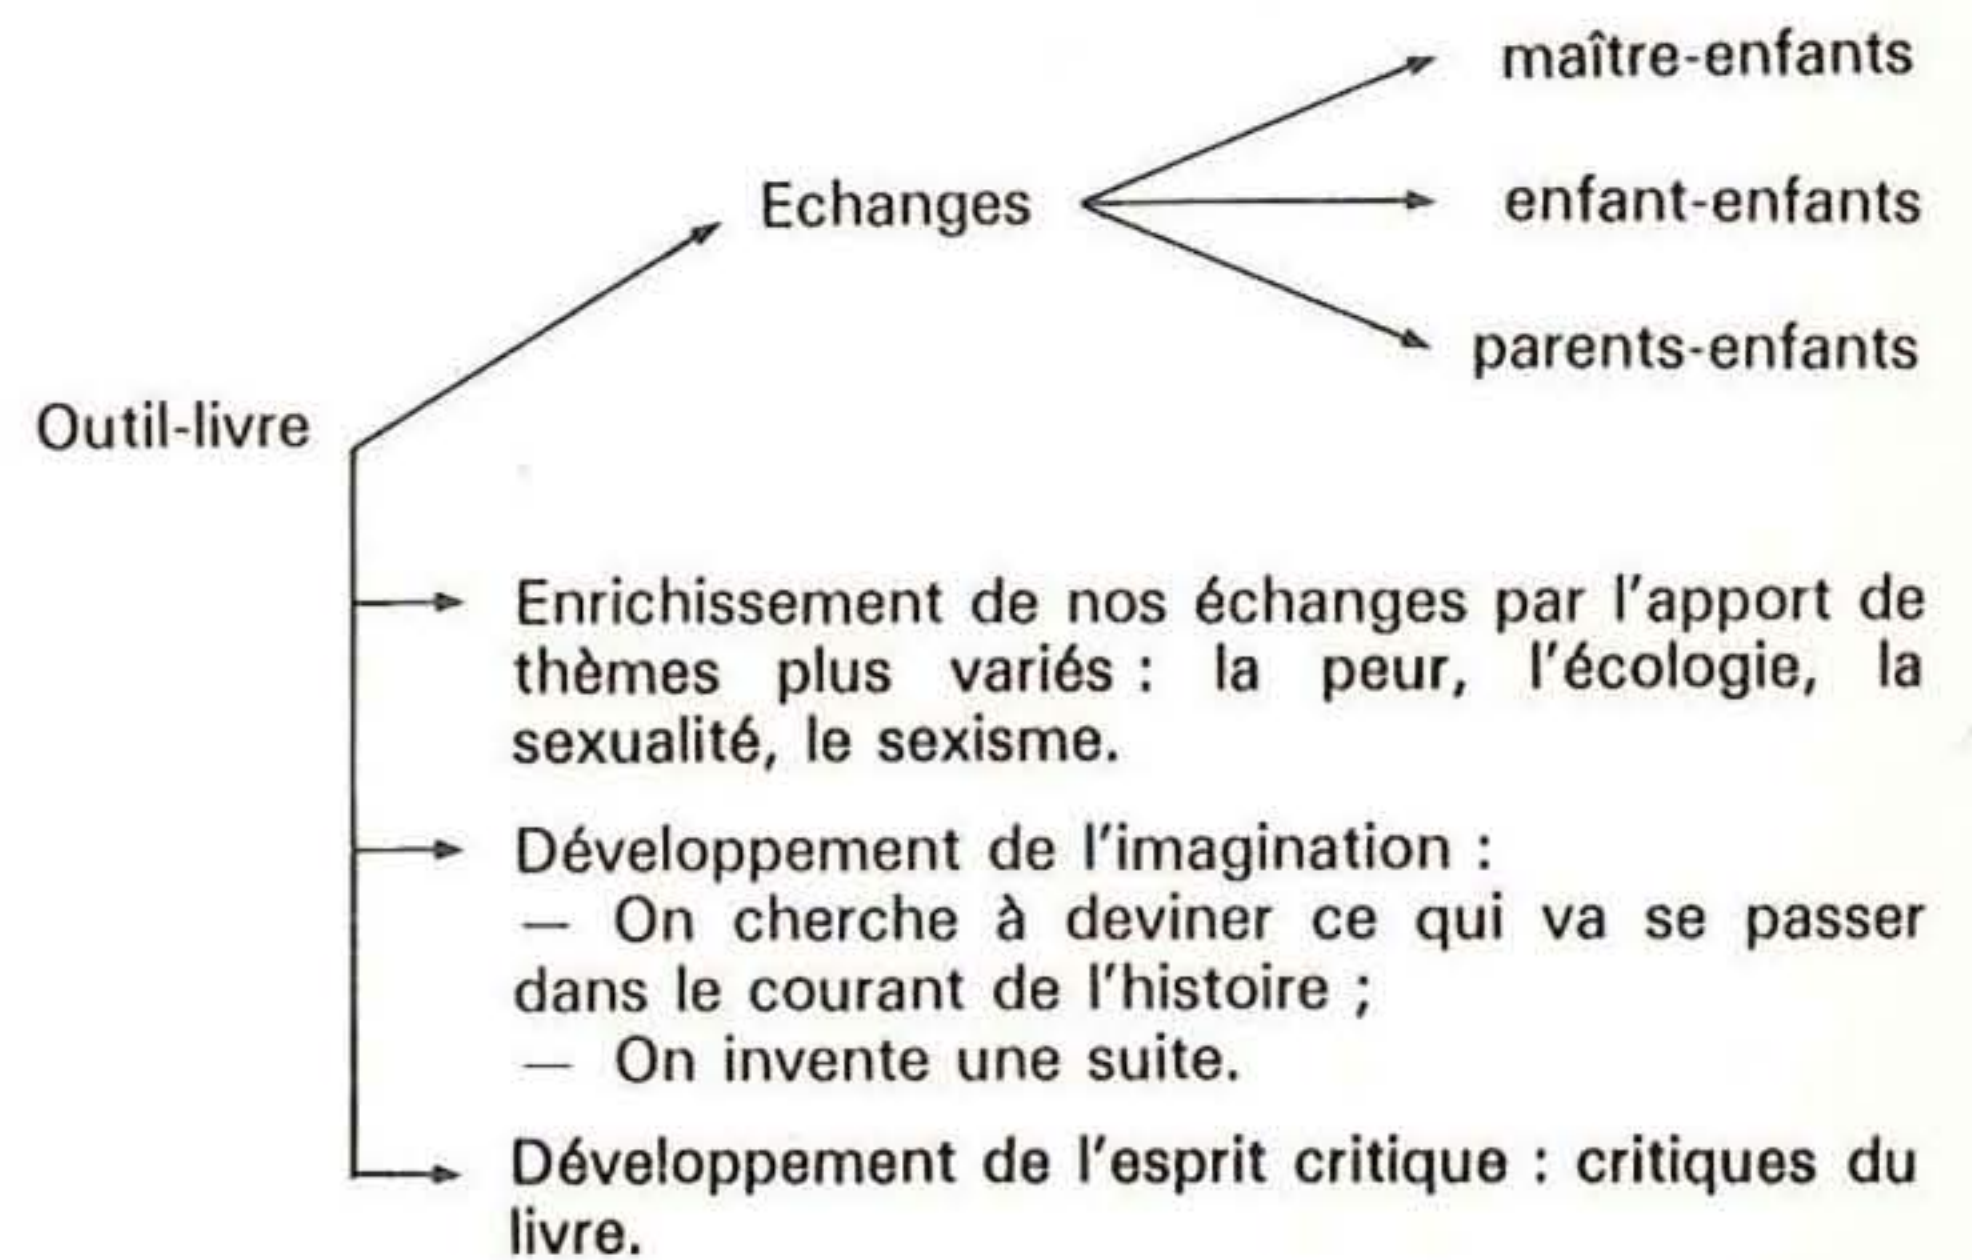 maître-enfants
Echanges
enfant-enfants
parents-enfants
Outil-livre
Enrichissement de nos échanges par l'apport de
thèmes plus variés : la peur, l'écologie, la
sexualité, le sexisme.
Développement de l'imagination :
— On cherche à deviner ce qui va se passer
dans le courant de l'histoire ;
— On invente une suite.
Développement de l'esprit critique : critiques du
livre.